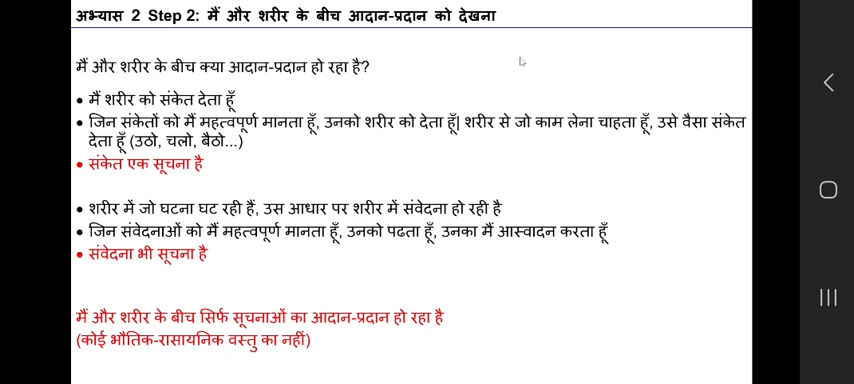 अभ्यास 2 Step 2: मैं और शरीर के बीच आदान-प्रदान को देखना
मैं और शरीर के बीच क्या आदान-प्रदान हो रहा है?
• मैं शरीर को संकेत देता हूँ
• जिन संकेतों को मैं महत्वपूर्ण मानता हूँ, उनको शरीर को देता हूँ| शरीर से जो काम लेना चाहता हूँ, उसे वैसा संकेत
देता हूँ (उठो, चलो, बैठो...)
• संकेत एक सूचना है
• शरीर में जो घटना घट रही हैं, उस आधार पर शरीर में संवेदना हो रही है
• जिन संवेदनाओं को मैं महत्वपूर्ण मानता हूँ, उनको पढता हूँ, उनका मैं आस्वादन करता हूँ
• संवेदना भी सूचना है
मैं और शरीर के बीच सिर्फ सूचनाओं का आदान-प्रदान हो रहा है
(कोई भौतिक-रासायनिक वस्तु का नहीं)